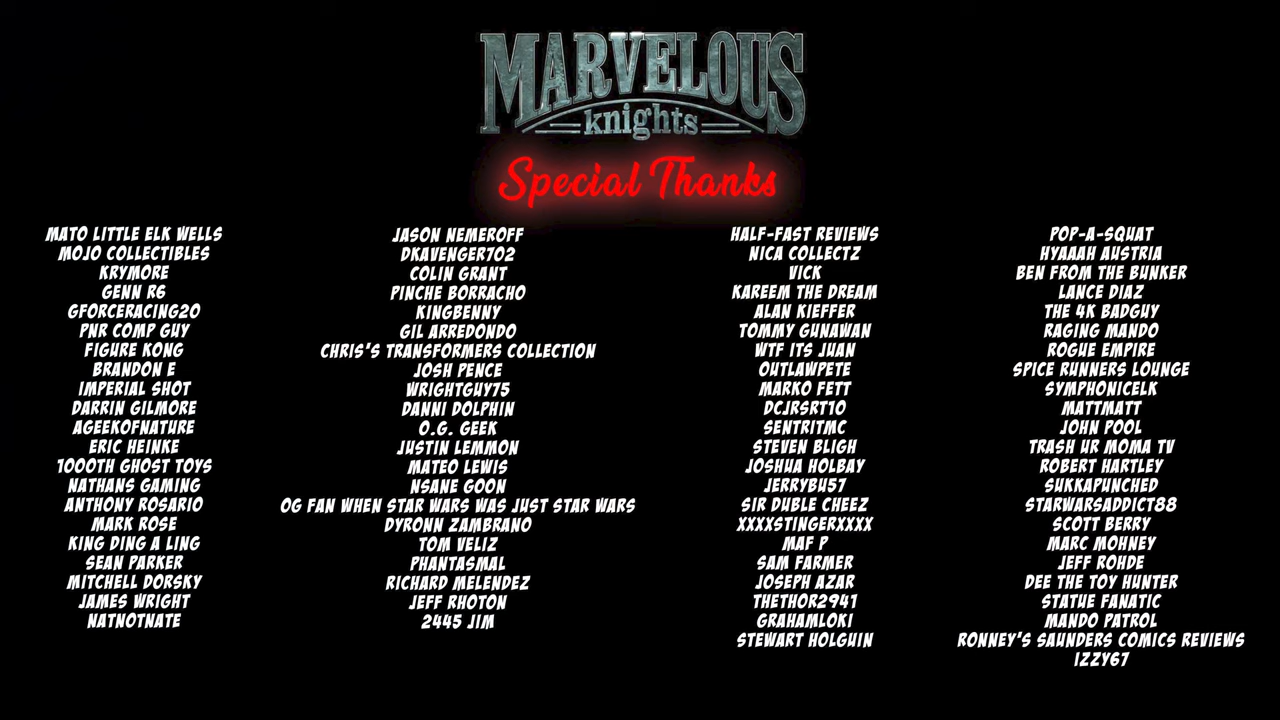 MARVELOUS
knights
Special Thanks
MATO LITTLE ELK WELLS
MOJO COLLECTIBLES
KRYMORE
GENN R6
GFORCERACING20
PNR COMP GUY
FIGURE KONG
BRANDON E
IMPERIAL SHOT
DARRIN GILMORE
AGEEKOFNATURE
ERIC HEINKE
1000TH GHOST TOYS
NATHANS GAMING
ANTHONY ROSARIO
MARK ROSE
KING DING A LING
SEAN PARKER
MITCHELL DORSKY
JAMES WRIGHT
NATNOTNATE
JASON NEMEROFF
DKAVENGER702
COLIN GRANT
PINCHE BORRACHO
KINGBENNY
GIL ARREDONDO
CHRIS'S TRANSFORMERS COLLECTION
JOSH PENCE
WRIGHTGUY75
DANNI DOLPHIN
O.G. GEEK
JUSTIN LEMMON
MATEO LEWIS
NSANE GOON
OG FAN WHEN STAR WARS WAS JUST STAR WARS
DYRONN ZAMBRANO
TOM VELIZ
PHANTASMAL
RICHARD MELENDEZ
JEFF RHOTON
2445 JIM
HALF-FAST REVIEWS
NICA COLLECTZ
VICK
KAREEM THE DREAM
ALAN KIEFFER
TOMMY GUNAWAN
WTF ITS JUAN
OUTLAWPETE
MARKO FETT
DCJRSRT10
SENTRITMC
STEVEN BLIGH
JOSHUA HOLBAY
JERRYBU57
SIR DUBLE CHEEZ
XXXXSTINGERXXXX
MAF P
SAM FARMER
JOSEPH AZAR
THETHOR2941
GRAHAMLOKI
STEWART HOLGUIN
POP-A-SQUAT
HYAAAH AUSTRIA
BEN FROM THE BUNKER
LANCE DIAZ
THE 4K BADGUY
RAGING MANDO
ROGUE EMPIRE
SPICE RUNNERS LOUNGE
SYMPHONICELK
MATTMATT
JOHN POOL
TRASH UR MOMA TV
ROBERT HARTLEY
SUKKAPUNCHED
STARWARSADDICT88
SCOTT BERRY
MARC MOHNEY
JEFF ROHDE
DEE THE TOY HUNTER
STATUE FANATIC
MANDO PATROL
RONNEY'S SAUNDERS COMICS REVIEWS
IZZY67